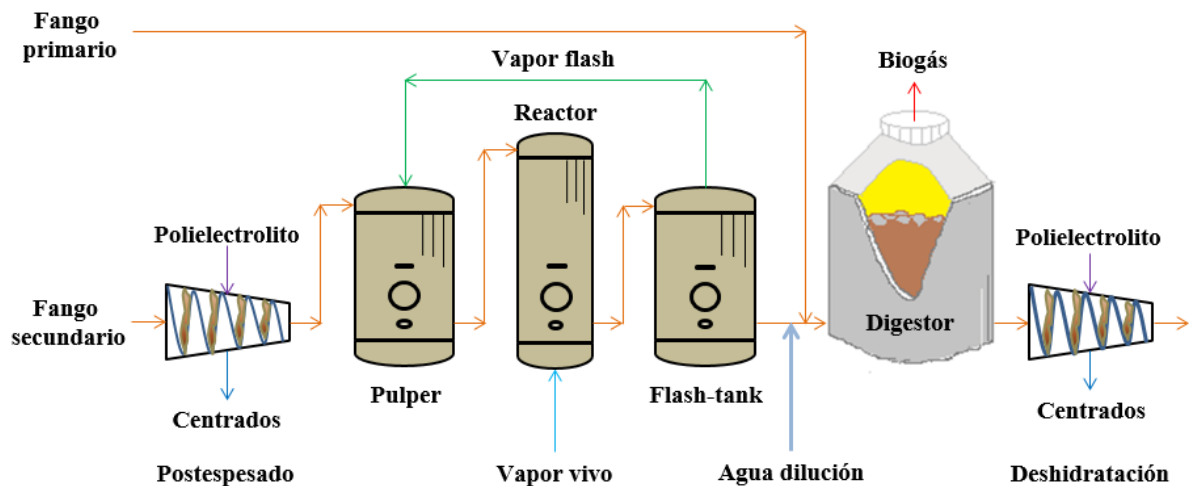 Fango
primario
Vapor flash
Biogás
Reactor
Polielectrolito
Polielectrolito
Fango
secundario
Digestor
Pulper
Flash-tank
Centrados
Centrados
Postespesado
Vapor vivo
Agua dilución
Deshidratación